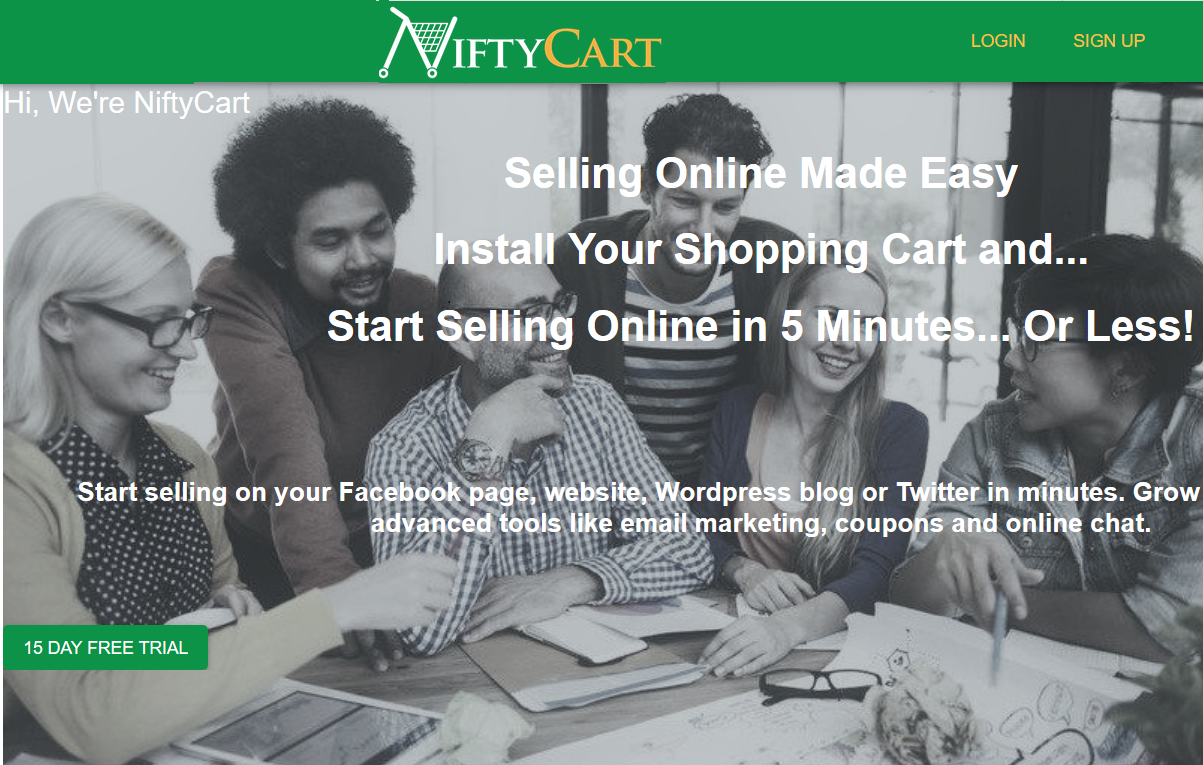 NIFTYCART
LOGIN
SIGN UP
Hi, We're NiftyCart
Selling Online Made Easy
Install Your Shopping Cart and...
Start Selling Online in 5 Minutes... Or Less!
Start selling on your Facebook page, website, Wordpress blog or Twitter in minutes. Grow
advanced tools like email marketing, coupons and online chat.
15 DAY FREE TRIAL